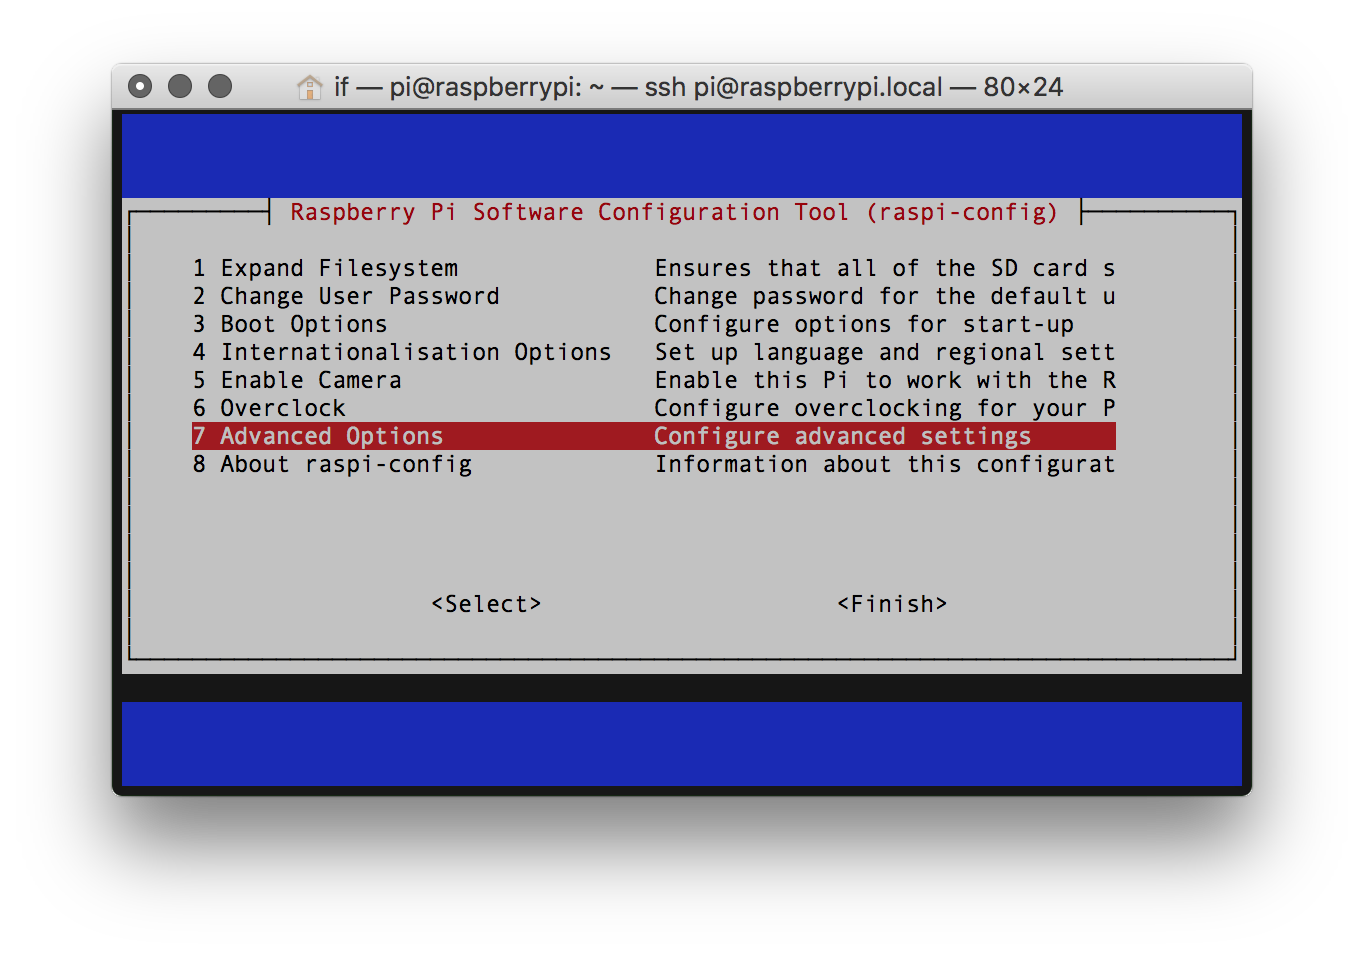 if — pi@raspberrypi: ~ — ssh pi@raspberrypi.local — 80×24
Raspberry Pi Software Configuration Tool (raspi-config)
1 Expand Filesystem Ensures that all of the SD card s
2 Change User Password Change password for the default u
3 Boot Options Configure options for start-up
4 Internationalisation Options Set up language and regional sett
5 Enable Camera Enable this Pi to work with the R
6 Overclock Configure overclocking for your P
7 Advanced Options Configure advanced settings
8 About raspi-config Information about this configurat
<Select> <Finish>